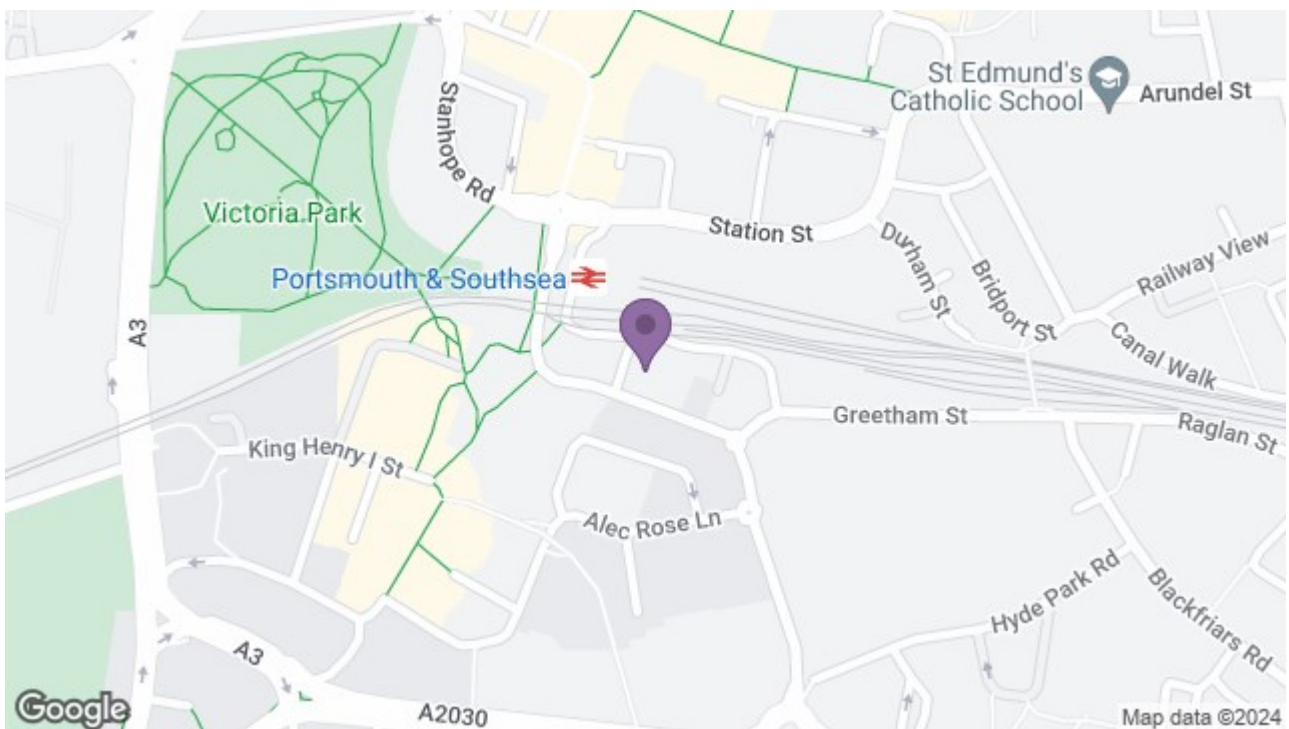 St Edmund's
Catholic School
Arundel St
Stanhope Rd
Victoria Park
Station St
Durham St
Bridport St
Railway View
Portsmouth & Southsea
A3
Canal Walk
Greetham St
Raglan St
King Henry I St
Alec Rose Ln
Hyde Park Rd
Blackfriars Rd
A3
A2030
Google
Map data ©2024